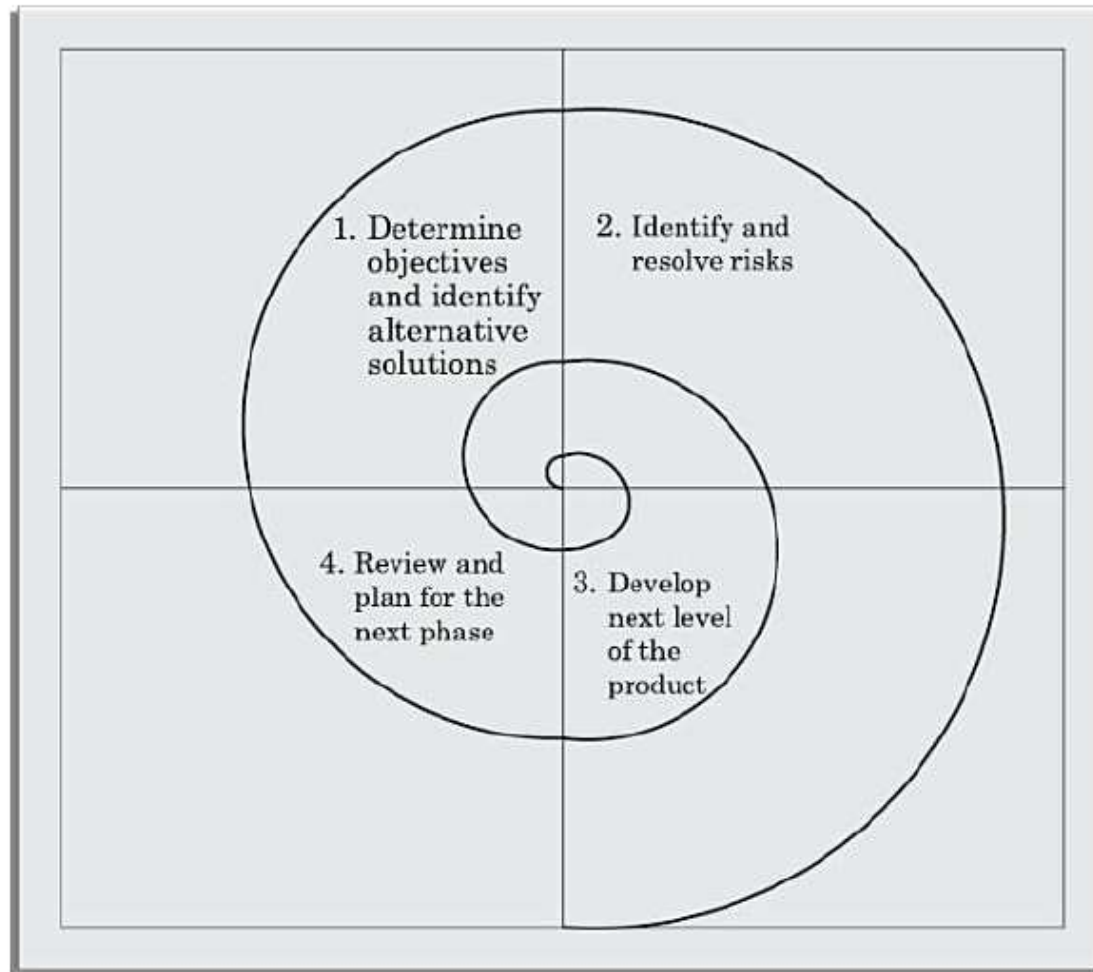 1. Determine
objectives
and identify
alternative
solutions
2. Identify and
resolve risks
4. Review and
plan for the
next phase
3. Develop
next level
of the
product